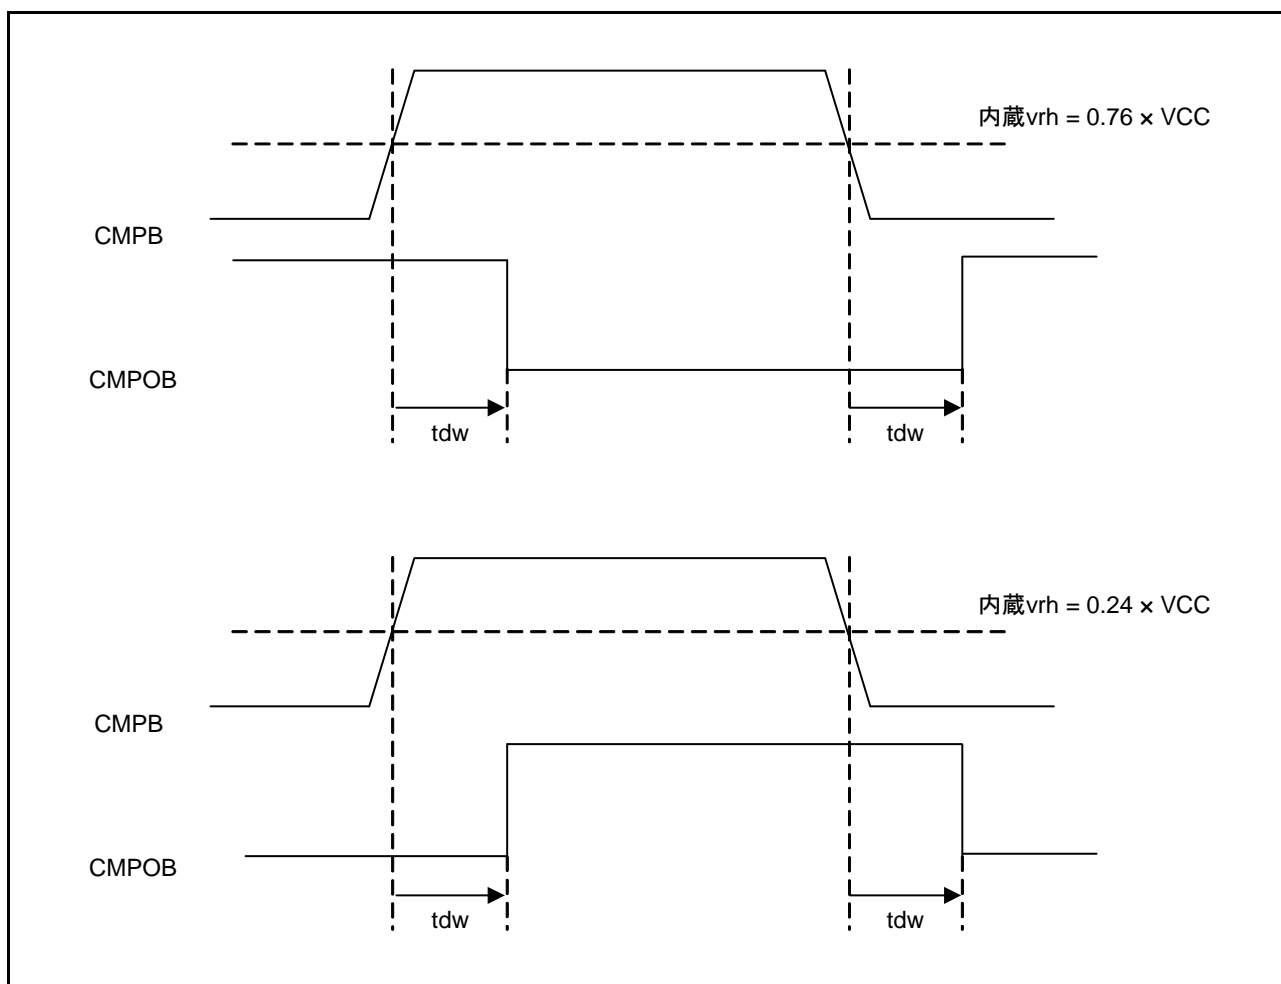 内蔵vrh = 0.76 × VCC
CMPB
CMPOB
tdw
tdw
内蔵vrh = 0.24 × VCC
CMPB
CMPOB
tdw
tdw